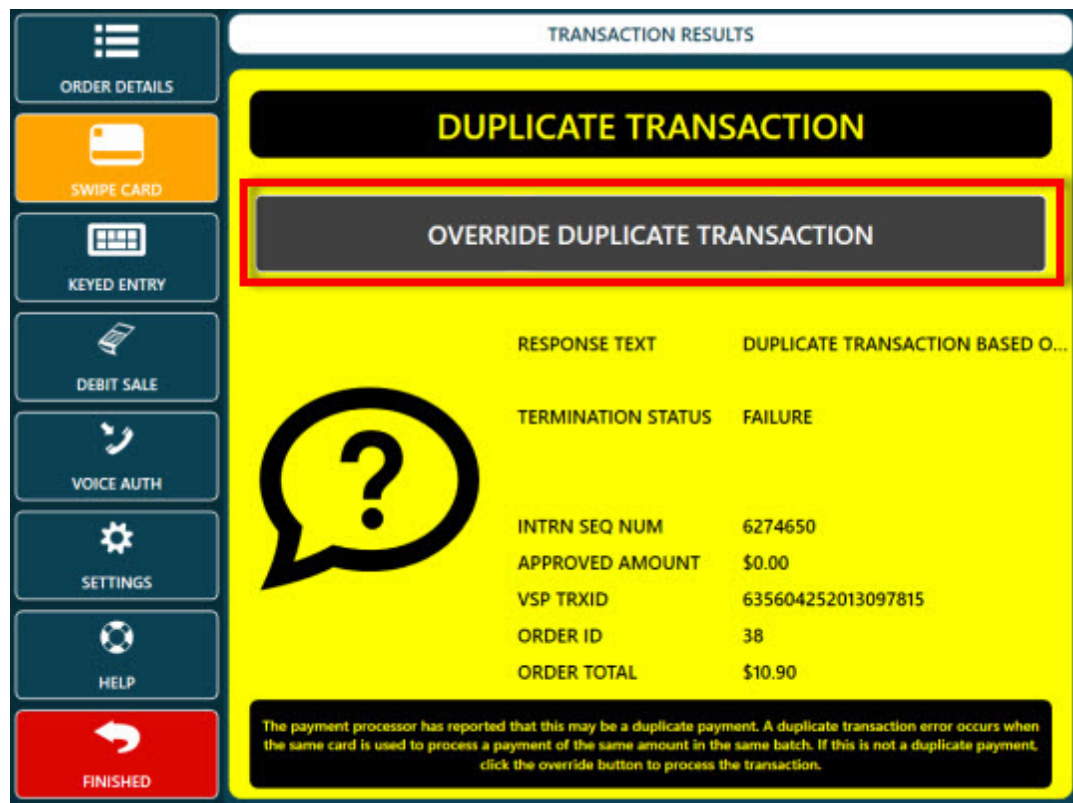 ORDER DETAILS
SWIPE CARD
KEYED ENTRY
DEBIT SALE
VOICE AUTH
SETTINGS
HELP
FINISHED
TRANSACTION RESULTS
DUPLICATE TRANSACTION
OVERRIDE DUPLICATE TRANSACTION
RESPONSE TEXT DUPLICATE TRANSACTION BASED O...
TERMINATION STATUS FAILURE
?
INTRN SEQ NUM 6274650
APPROVED AMOUNT $0.00
VSP TRXID 635604252013097815
ORDER ID 38
ORDER TOTAL $10.90
The payment processor has reported that this may be a duplicate payment. A duplicate transaction error occurs when
the same card is used to process a payment of the same amount in the same batch. If this is not a duplicate payment,
click the override button to process the transaction.